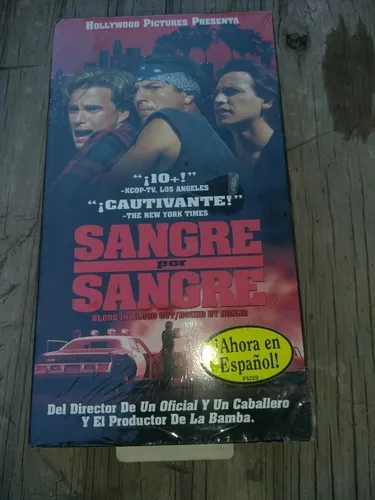 HOLLYWOOD PICTURES PRESENTA
"¡10+!"
-KCOP-TV, LOS ANGELES
"¡CAUTIVANTE!"
-THE NEW YORK TIMES
SANGRE
por
SANGRE
BLOOD IN BLOOD OUT/BOUND BY HONOR
¡Ahora en
Español!
P4220
Del Director De Un Oficial Y Un Caballero
Y El Productor De La Bamba.